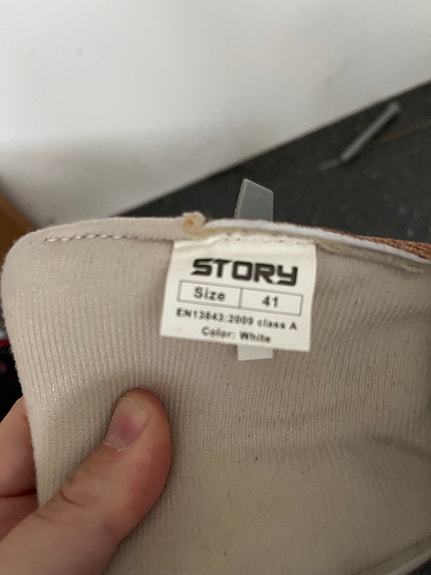 STORY
Size 41
EN13843:2009 class A
Color: White